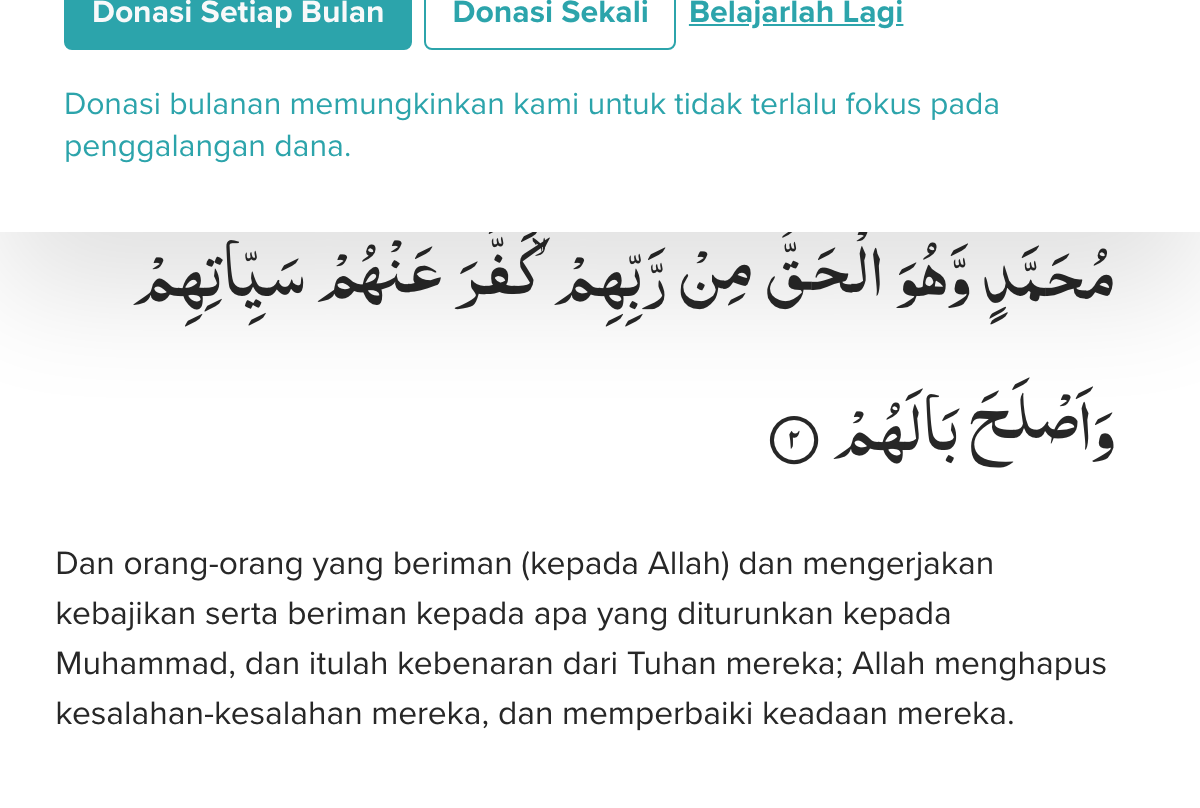 Donasi Setiap Bulan Donasi Sekali Belajarlah Lagi
Donasi bulanan memungkinkan kami untuk tidak terlalu fokus pada
penggalangan dana.
مُحَمَّدٍ وَّهُوَ الْحَقُّ مِنْ رَّبِّهِمْ ۙ كَفَّرَ عَنْهُمْ سَيِّاٰتِهِمْ
وَاَصْلَحَ بَالَهُمْ ٢
Dan orang-orang yang beriman (kepada Allah) dan mengerjakan
kebajikan serta beriman kepada apa yang diturunkan kepada
Muhammad, dan itulah kebenaran dari Tuhan mereka; Allah menghapus
kesalahan-kesalahan mereka, dan memperbaiki keadaan mereka.